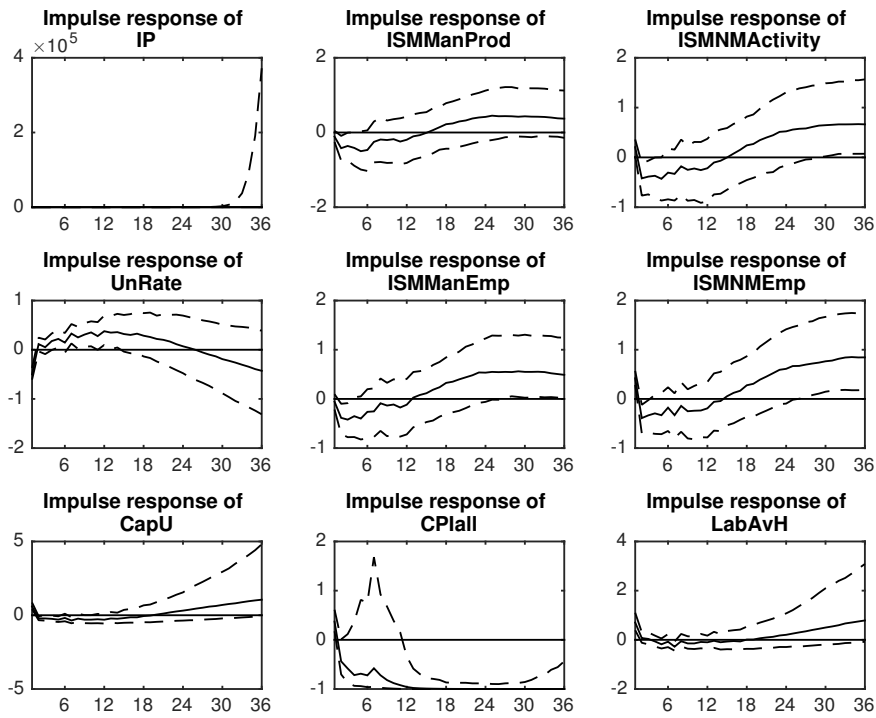 Impulse response of
IP
×10⁵
4
2
0
6 12 18 24 30 36
Impulse response of
ISMManProd
2
0
-2
6 12 18 24 30 36
Impulse response of
ISMNMActivity
2
1
0
-1
6 12 18 24 30 36
Impulse response of
UnRate
1
0
-1
-2
6 12 18 24 30 36
Impulse response of
ISMManEmp
2
1
0
-1
6 12 18 24 30 36
Impulse response of
ISMNMEmp
2
1
0
-1
6 12 18 24 30 36
Impulse response of
CapU
5
0
-5
6 12 18 24 30 36
Impulse response of
CPIall
2
1
0
-1
6 12 18 24 30 36
Impulse response of
LabAvH
4
2
0
-2
6 12 18 24 30 36